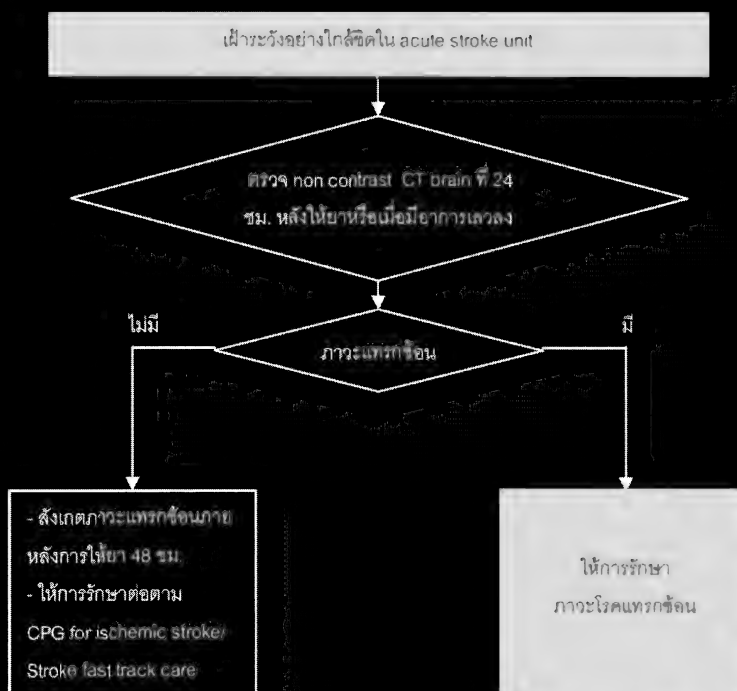 เฝ้าระวังอย่างใกล้ชิดใน acute stroke unit
ตรวจ non contrast CT brain ที่ 24
ชม. หลังให้ยาหรือเมื่อมีอาการเลวลง
ภาวะแทรกซ้อน
ไม่มี
มี
- สังเกตภาวะแทรกซ้อนภาย
หลังการให้ยา 48 ชม.
- ให้การรักษาต่อตาม
CPG for ischemic stroke/
Stroke fast track care
ให้การรักษา
ภาวะโรคแทรกซ้อน